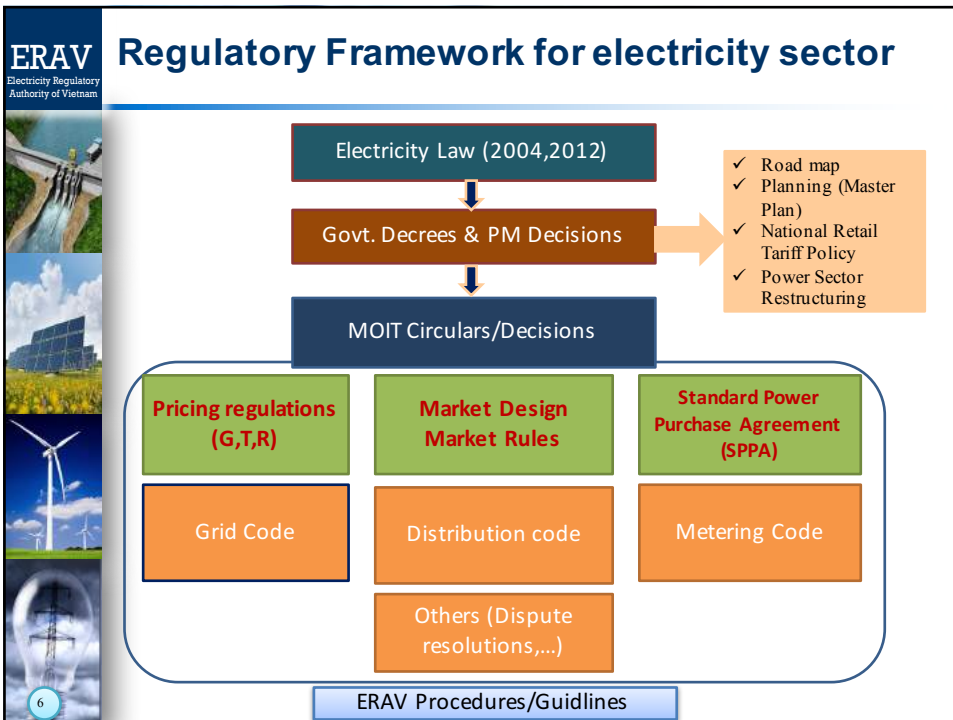 ERAV
Electricity Regulatory
Authority of Vietnam
Regulatory Framework for electricity sector
Electricity Law (2004,2012)
Govt. Decrees & PM Decisions
✓ Road map
✓ Planning (Master
Plan)
✓ National Retail
Tariff Policy
✓ Power Sector
Restructuring
MOIT Circulars/Decisions
Pricing regulations
(G,T,R)
Market Design
Market Rules
Standard Power
Purchase Agreement
(SPPA)
Grid Code
Distribution code
Metering Code
Others (Dispute
resolutions,...)
ERAV Procedures/Guidlines
6